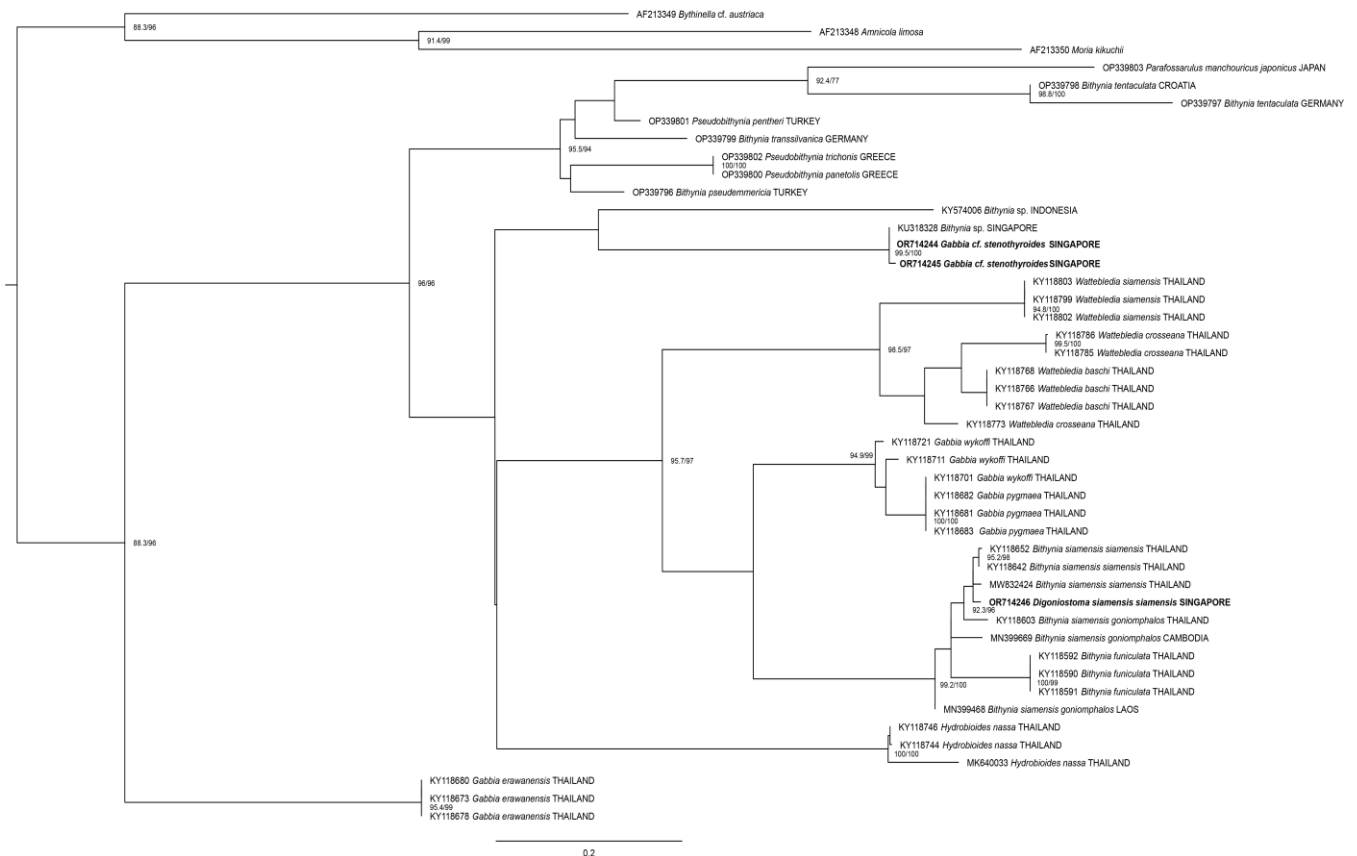 AF213349 Bythinella cf. austriaca
88.3/96
AF213348 Amnicola limosa
91.4/99
AF213350 Moria kikuchii
OP339803 Parafossarulus manchouricus japonicus JAPAN
92.4/77
OP339798 Bithynia tentaculata CROATIA
98.8/100
OP339797 Bithynia tentaculata GERMANY
OP339801 Pseudobithynia pentheri TURKEY
OP339799 Bithynia transsilvanica GERMANY
95.5/94
OP339802 Pseudobithynia trichonis GREECE
100/100
OP339800 Pseudobithynia panetolis GREECE
OP339796 Bithynia pseudemmericia TURKEY
KY574006 Bithynia sp. INDONESIA
KU318328 Bithynia sp. SINGAPORE
OR714244 Gabbia cf. stenothyroides SINGAPORE
99.5/100
OR714245 Gabbia cf. stenothyroides SINGAPORE
96/96
KY118803 Wattebledia siamensis THAILAND
KY118799 Wattebledia siamensis THAILAND
94.8/100
KY118802 Wattebledia siamensis THAILAND
KY118786 Wattebledia crosseana THAILAND
99.5/100
KY118785 Wattebledia crosseana THAILAND
98.5/97
KY118768 Wattebledia baschi THAILAND
KY118766 Wattebledia baschi THAILAND
KY118767 Wattebledia baschi THAILAND
KY118773 Wattebledia crosseana THAILAND
KY118721 Gabbia wykoffi THAILAND
94.9/99
KY118711 Gabbia wykoffi THAILAND
95.7/97
KY118701 Gabbia wykoffi THAILAND
KY118682 Gabbia pygmaea THAILAND
KY118681 Gabbia pygmaea THAILAND
100/100
KY118683 Gabbia pygmaea THAILAND
88.3/96
KY118652 Bithynia siamensis siamensis THAILAND
95.2/98
KY118642 Bithynia siamensis siamensis THAILAND
MW832424 Bithynia siamensis siamensis THAILAND
OR714246 Digoniostoma siamensis siamensis SINGAPORE
92.3/96
KY118603 Bithynia siamensis goniomphalos THAILAND
MN399669 Bithynia siamensis goniomphalos CAMBODIA
KY118592 Bithynia funiculata THAILAND
KY118590 Bithynia funiculata THAILAND
100/99
KY118591 Bithynia funiculata THAILAND
99.2/100
MN399468 Bithynia siamensis goniomphalos LAOS
KY118746 Hydrobioides nassa THAILAND
KY118744 Hydrobioides nassa THAILAND
100/100
MK640033 Hydrobioides nassa THAILAND
KY118680 Gabbia erawanensis THAILAND
KY118673 Gabbia erawanensis THAILAND
95.4/99
KY118678 Gabbia erawanensis THAILAND
0.2